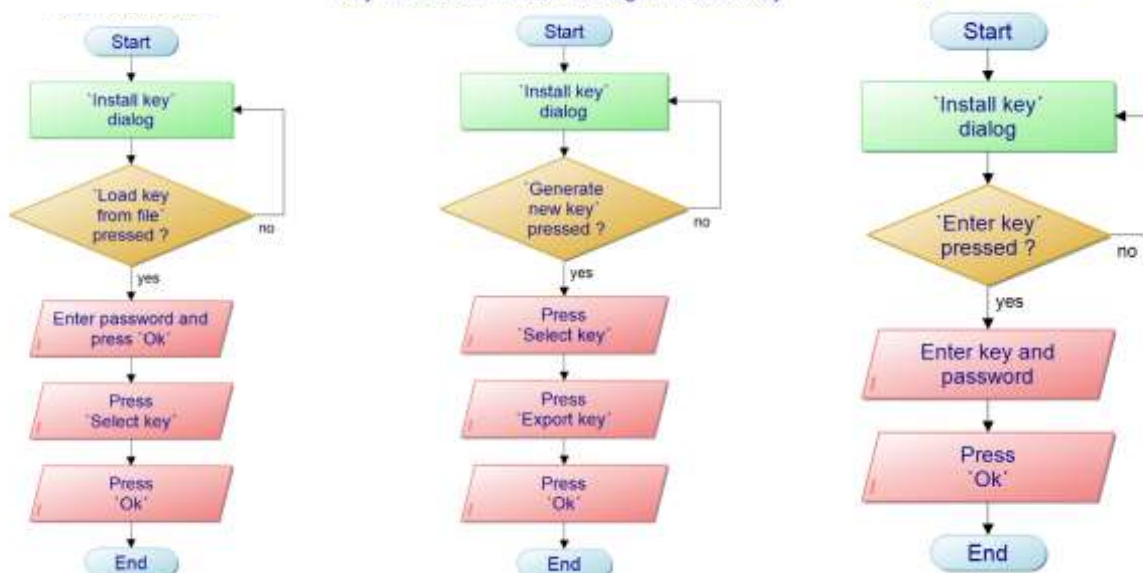 Start
`Install key´
dialog
`Load key
from file´
pressed ?
no
yes
Enter password and
press `Ok´
Press
`Select key´
Press
`Ok´
End
Start
`Install key´
dialog
`Generate
new key´
pressed ?
no
yes
Press
`Select key´
Press
`Export key´
Press
`Ok´
End
Start
`Install key´
dialog
`Enter key´
pressed ?
no
yes
Enter key and
password
Press
`Ok´
End